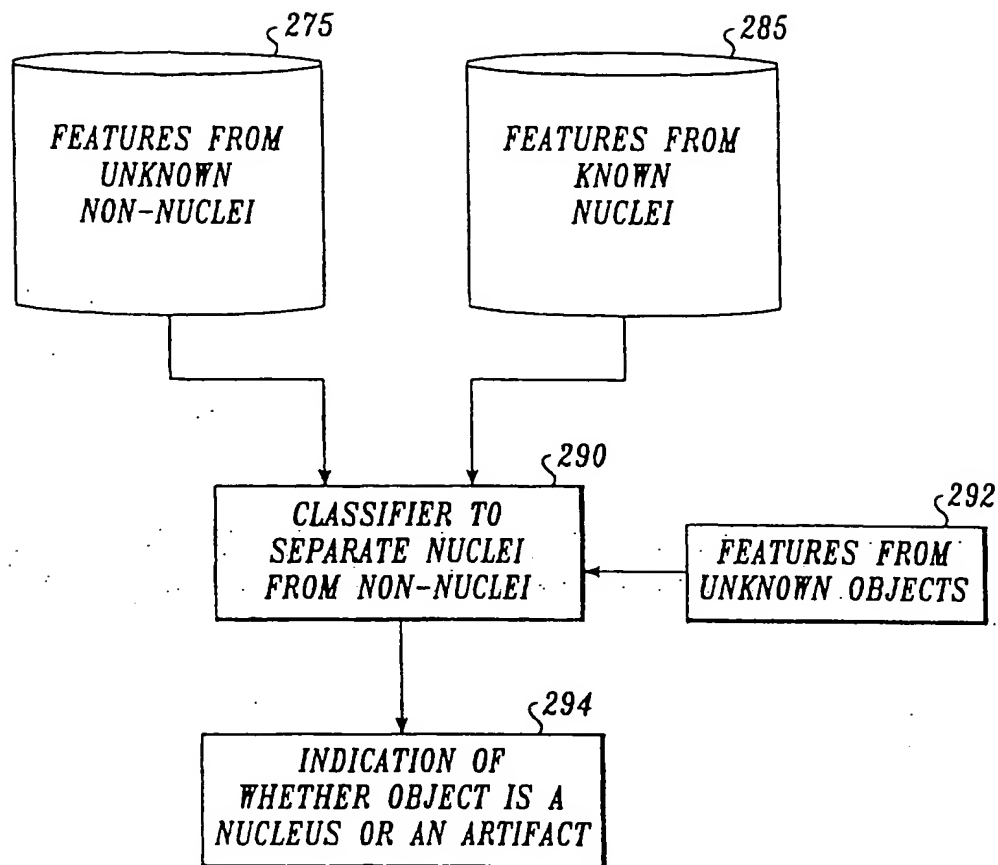 275
285
FEATURES FROM
UNKNOWN
NON-NUCLEI
FEATURES FROM
KNOWN
NUCLEI
290
CLASSIFIER TO
SEPARATE NUCLEI
FROM NON-NUCLEI
292
FEATURES FROM
UNKNOWN OBJECTS
294
INDICATION OF
WHETHER OBJECT IS A
NUCLEUS OR AN ARTIFACT